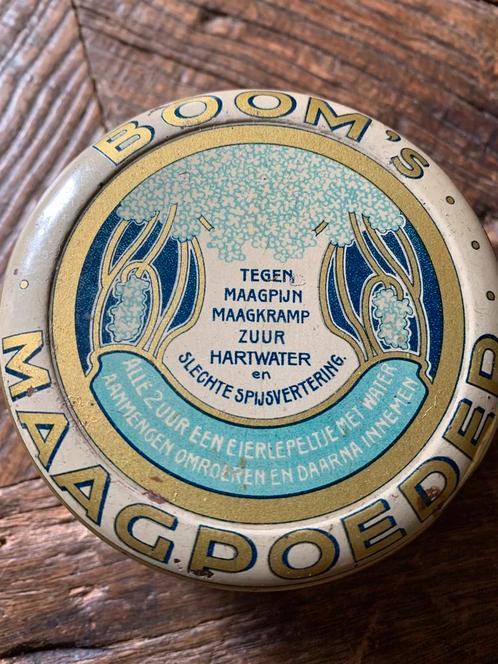 BOOM'S
TEGEN
MAAGPIJN
MAAGKRAMP
ZUUR
HARTWATER
en
SLECHTE SPIJSVERTERING.
ALLE 2 UUR EEN EIERLEPELTJE MET WATER
AANMENGEN OMROEREN EN DAARNA INNEMEN
MAAGPOEDER